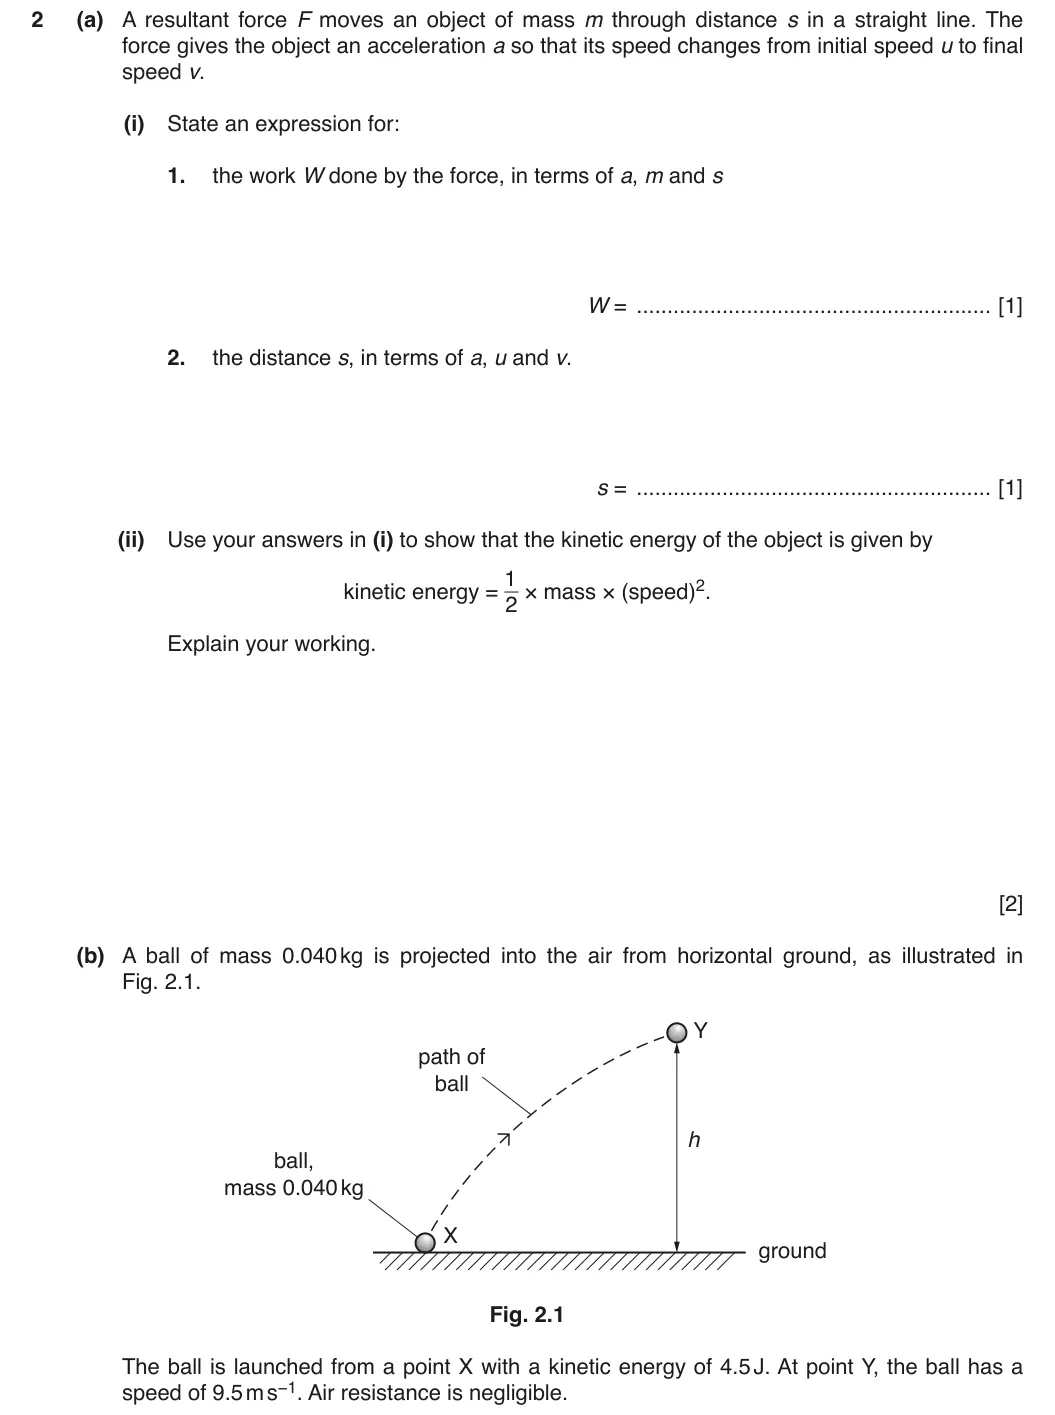 2 (a) A resultant force F moves an object of mass m through distance s in a straight line. The
force gives the object an acceleration a so that its speed changes from initial speed u to final
speed v.
(i) State an expression for:
1. the work W done by the force, in terms of a, m and s
W = .......................................................... [1]
2. the distance s, in terms of a, u and v.
s = .......................................................... [1]
(ii) Use your answers in (i) to show that the kinetic energy of the object is given by
kinetic energy = 1/2 × mass × (speed)².
Explain your working.
[2]
(b) A ball of mass 0.040 kg is projected into the air from horizontal ground, as illustrated in
Fig. 2.1.
Y
path of
ball
h
ball,
mass 0.040 kg
X
ground
Fig. 2.1
The ball is launched from a point X with a kinetic energy of 4.5 J. At point Y, the ball has a
speed of 9.5 m s⁻¹. Air resistance is negligible.